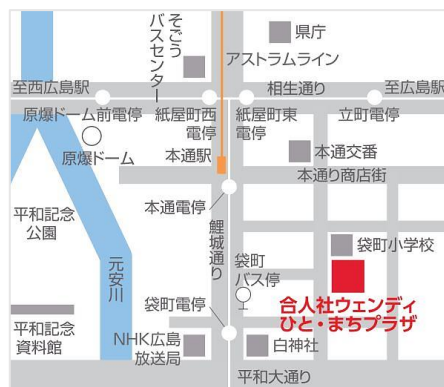 県庁
そごう
バスセンター
アストラムライン
至西広島駅
相生通り
至広島駅
原爆ドーム前電停
紙屋町西
電停
紙屋町東
電停
立町電停
原爆ドーム
本通駅
本通交番
本通り商店街
本通電停
平和記念
公園
元安川
鯉城通り
袋町
バス停
袋町小学校
合人社ウェンディ
ひと・まちプラザ
袋町電停
平和記念
資料館
NHK広島
放送局
白神社
平和大通り